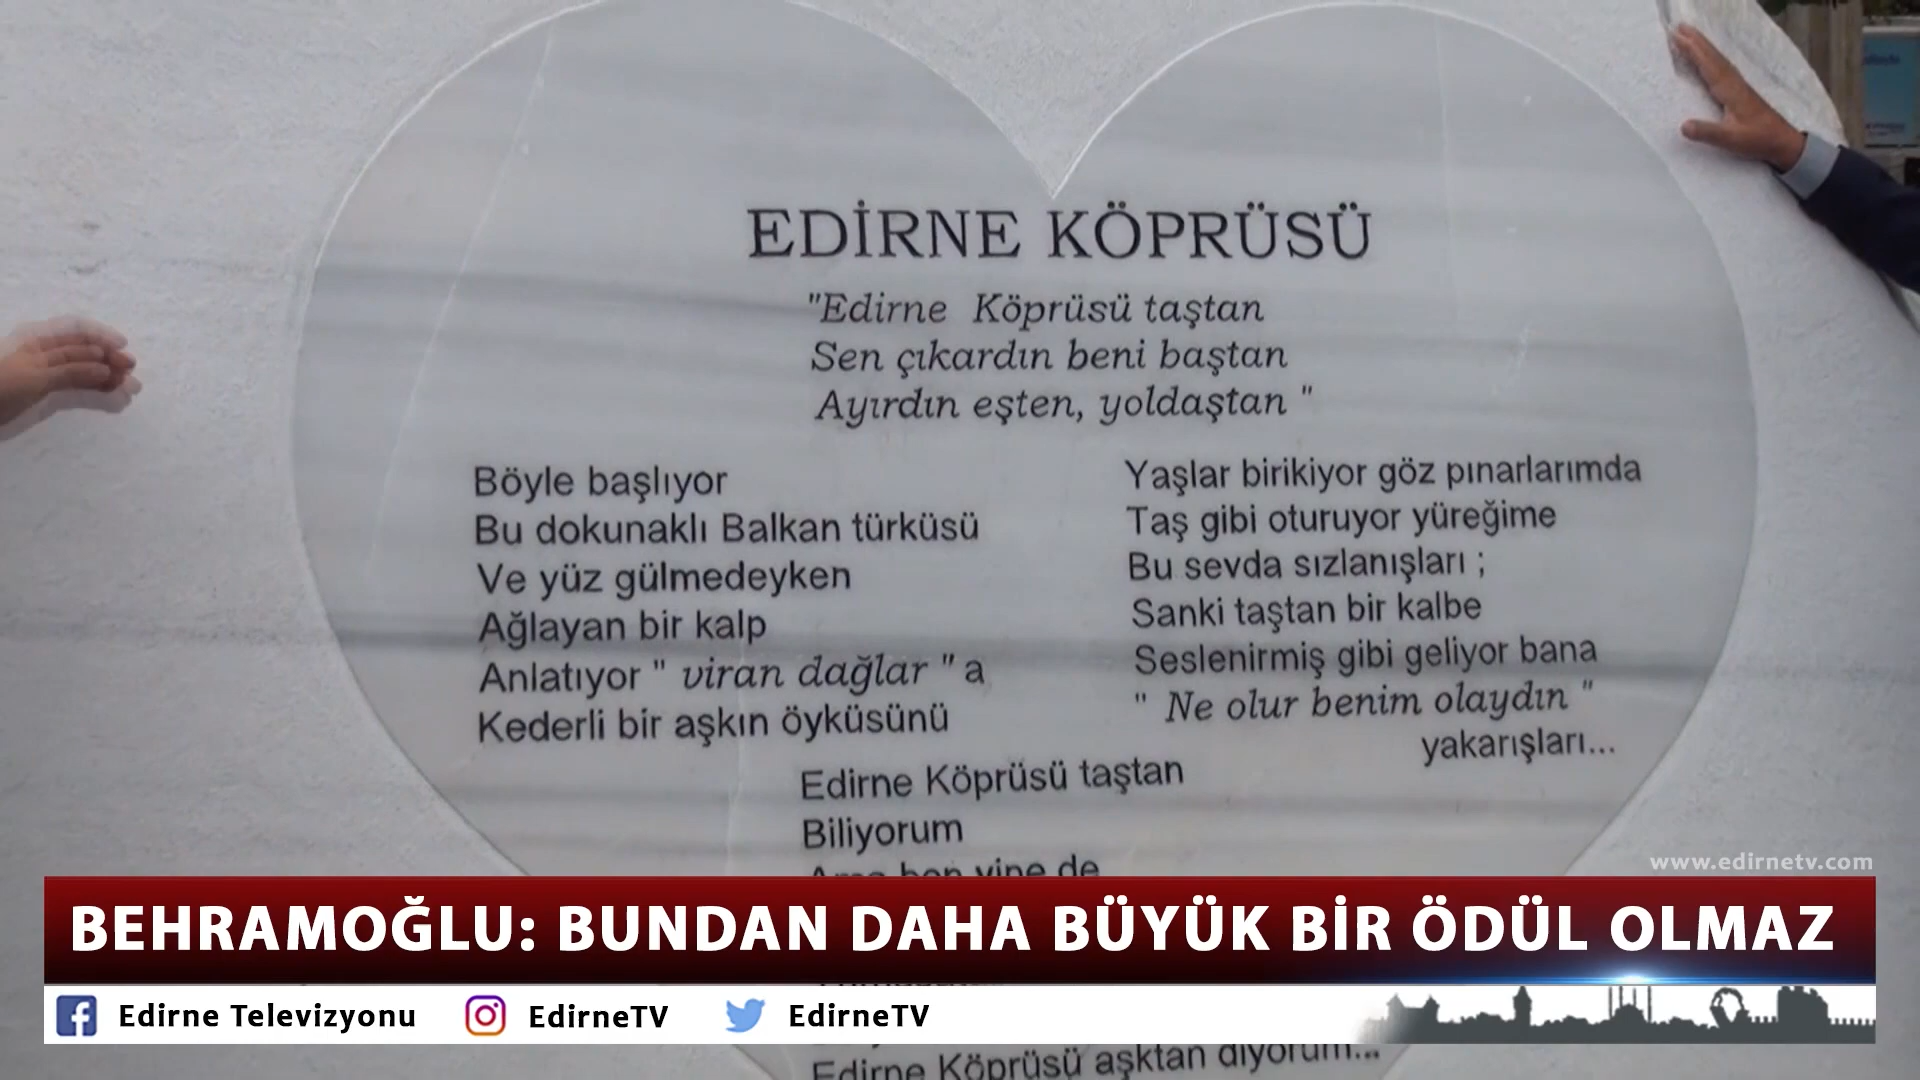 EDİRNE KÖPRÜSÜ
"Edirne Köprüsü taştan
Sen çıkardın beni baştan
Ayırdın eşten, yoldaştan "
Böyle başlıyor
Bu dokunaklı Balkan türküsü
Ve yüz gülmedeyken
Ağlayan bir kalp
Anlatıyor " viran dağlar " a
Kederli bir aşkın öyküsünü
Yaşlar birikiyor göz pınarlarımda
Taş gibi oturuyor yüreğime
Bu sevda sızlanışları ;
Sanki taştan bir kalbe
Seslenirmiş gibi geliyor bana
" Ne olur benim olaydın "
yakarışları...
Edirne Köprüsü taştan
Biliyorum
Ama ben yine de
www.edirnetv.com
BEHRAMOĞLU: BUNDAN DAHA BÜYÜK BİR ÖDÜL OLMAZ
Edirne Televizyonu EdirneTV EdirneTV
Edirne Köprüsü aşktan diyorum...